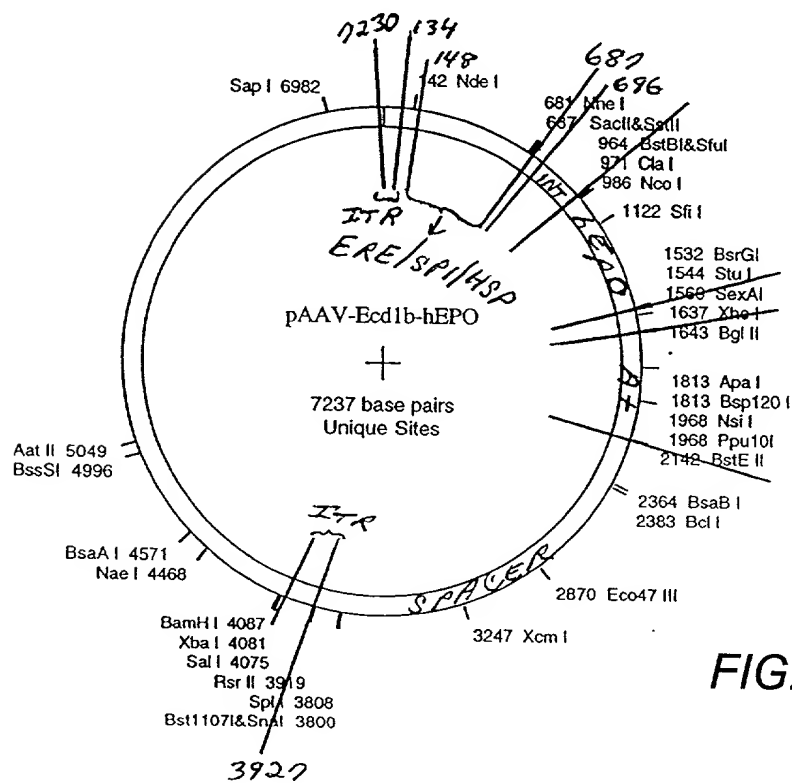 7230
134
148
687
696
Sap I 6982
142 Nde I
681 Nhe I
687 SacII&SstII
964 BstBI&SfuI
971 Cla I
986 Nco I
1122 Sfi I
INT
hEPO
ITR
ERE/SP1/HSP
1532 BsrGI
1544 Stu I
1569 SexAI
1637 Xho I
1643 Bgl II
pAAV-Ecd1b-hEPO
7237 base pairs
Unique Sites
A+
1813 Apa I
1813 Bsp120 I
1968 Nsi I
1968 Ppu10I
2142 BstE II
Aat II 5049
BssSI 4996
2364 BsaB I
2383 Bcl I
ITR
BsaA I 4571
Nae I 4468
SPACER
2870 Eco47 III
3247 Xcm I
BamH I 4087
Xba I 4081
Sal I 4075
Rsr II 3919
Spl I 3808
Bst1107I&SnaI 3800
3927
FIG.